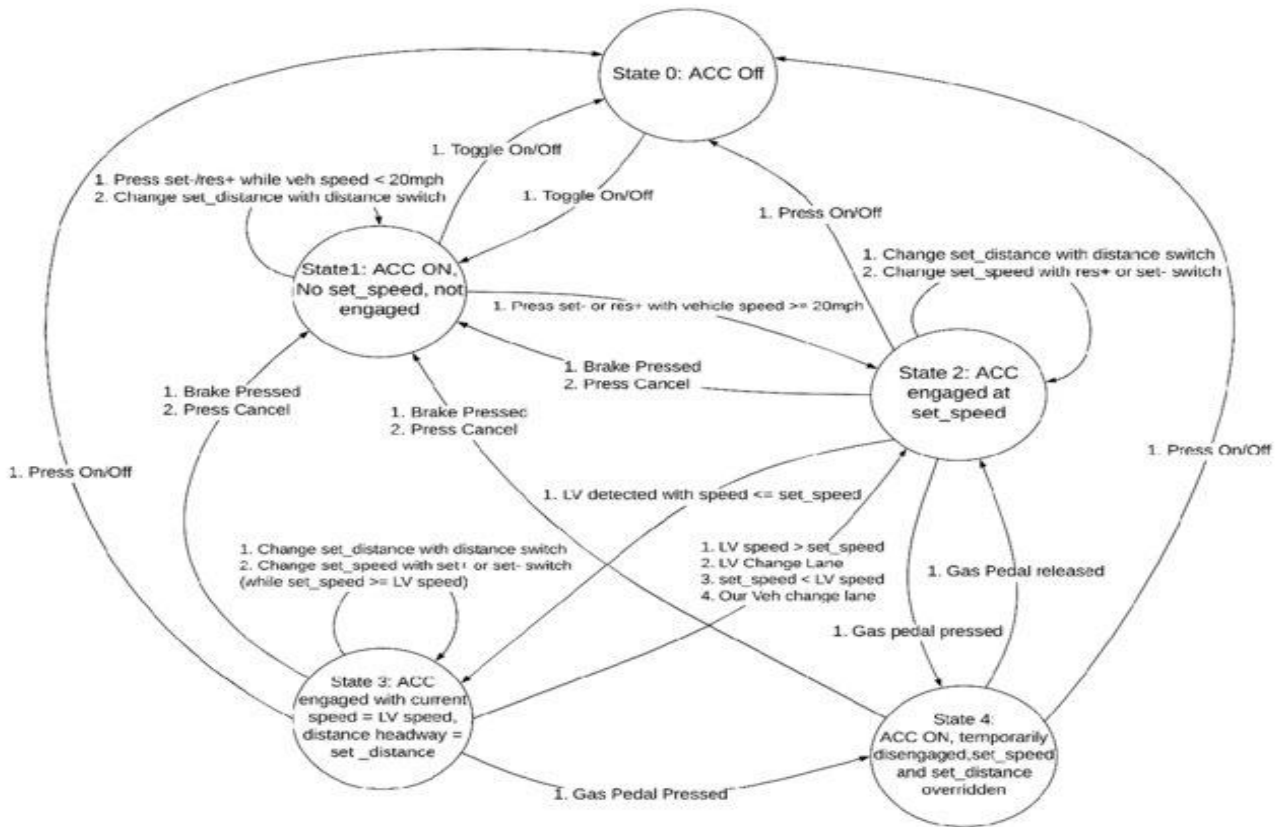 State 0: ACC Off
1. Toggle On/Off
1. Press set-/res+ while veh speed < 20mph
2. Change set_distance with distance switch
1. Toggle On/Off
1. Press On/Off
State1: ACC ON,
No set_speed, not
engaged
1. Change set_distance with distance switch
2. Change set_speed with res+ or set- switch
1. Press set- or res+ with vehicle speed >= 20mph
1. Brake Pressed
2. Press Cancel
State 2: ACC
engaged at
set_speed
1. Brake Pressed
2. Press Cancel
1. Brake Pressed
2. Press Cancel
1. Press On/Off
1. Press On/Off
1. LV detected with speed <= set_speed
1. Change set_distance with distance switch
2. Change set_speed with set+ or set- switch
(while set_speed >= LV speed)
1. LV speed > set_speed
2. LV Change Lane
3. set_speed < LV speed
4. Our Veh change lane
1. Gas Pedal released
1. Gas pedal pressed
State 3: ACC
engaged with current
speed = LV speed,
distance headway =
set _distance
State 4:
ACC ON, temporarily
disengaged,set_speed
and set_distance
overridden
1. Gas Pedal Pressed